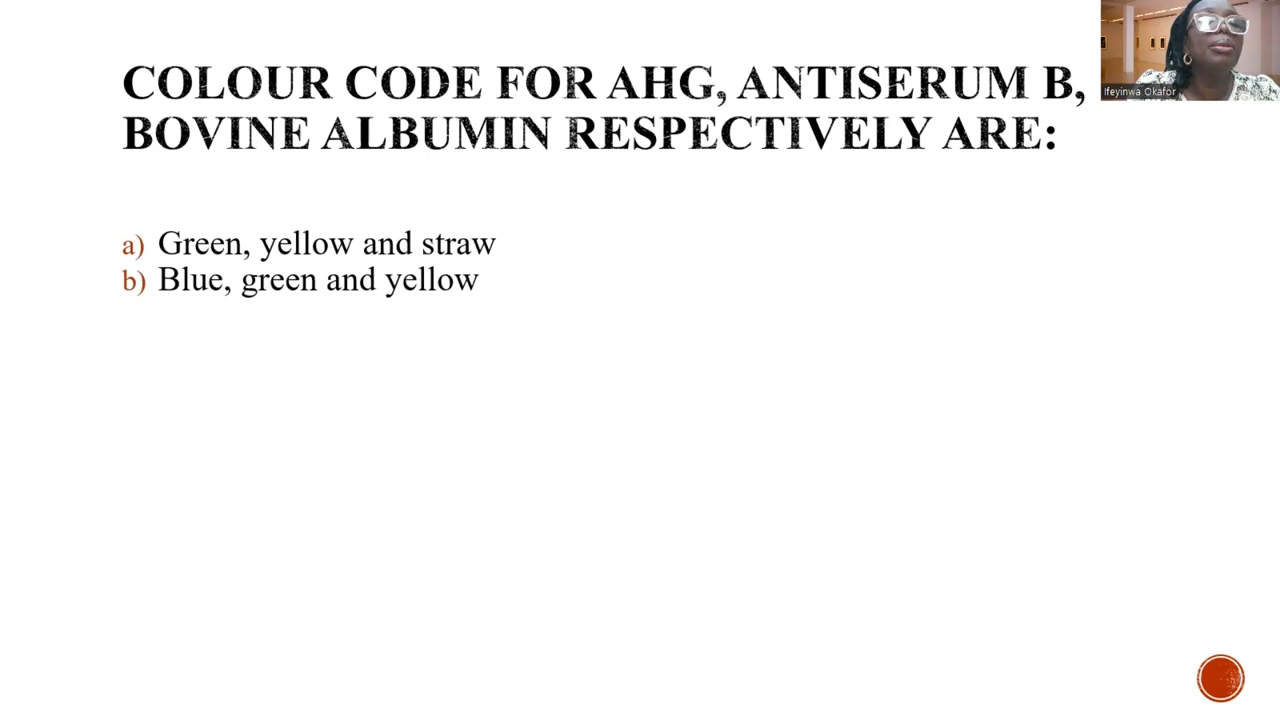 COLOUR CODE FOR AHG, ANTISERUM B,
BOVINE ALBUMIN RESPECTIVELY ARE:
Ifeyinwa Okafor
a) Green, yellow and straw
b) Blue, green and yellow